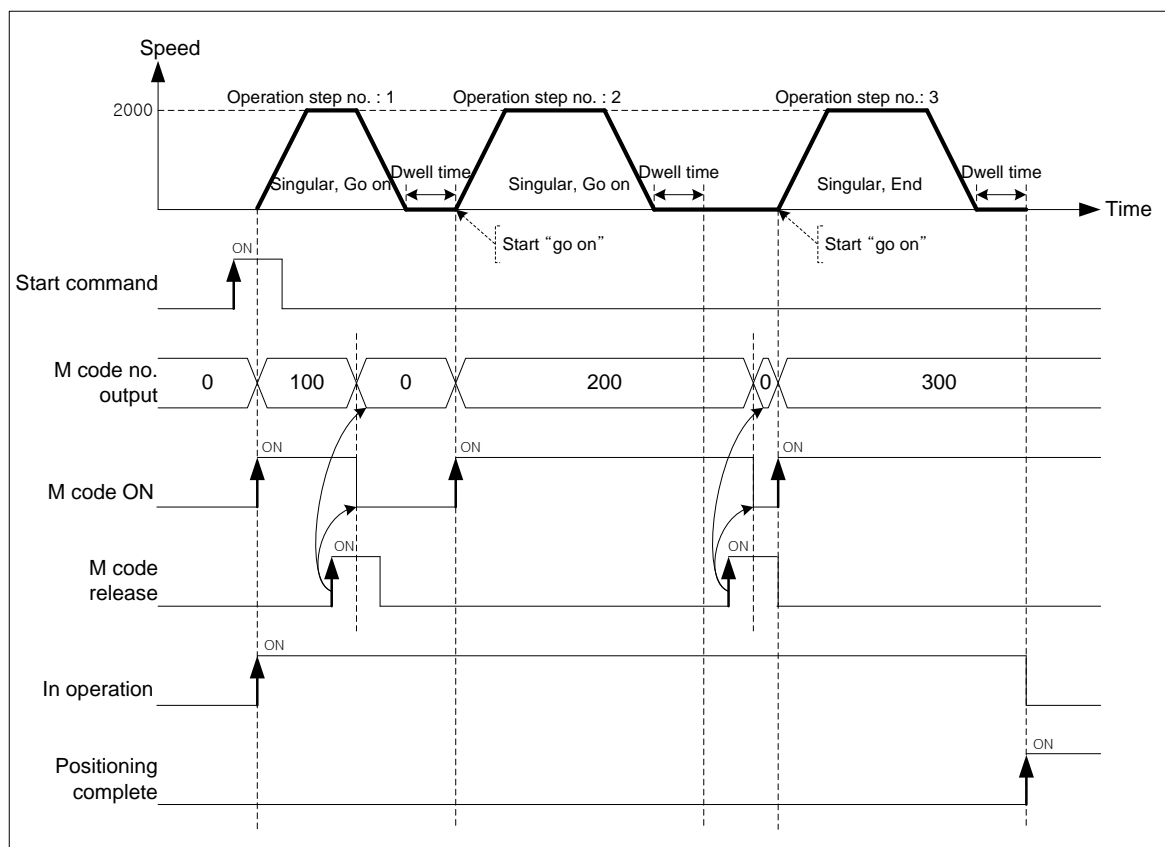 Speed
2000
Operation step no. : 1
Operation step no. : 2
Operation step no.: 3
Dwell time
Dwell time
Dwell time
Singular, Go on
Singular, Go on
Singular, End
Time
Start “go on”
Start “go on”
Start command
ON
M code no.
output
0
100
0
200
0
300
M code ON
ON
ON
ON
M code
release
ON
ON
In operation
ON
Positioning
complete
ON